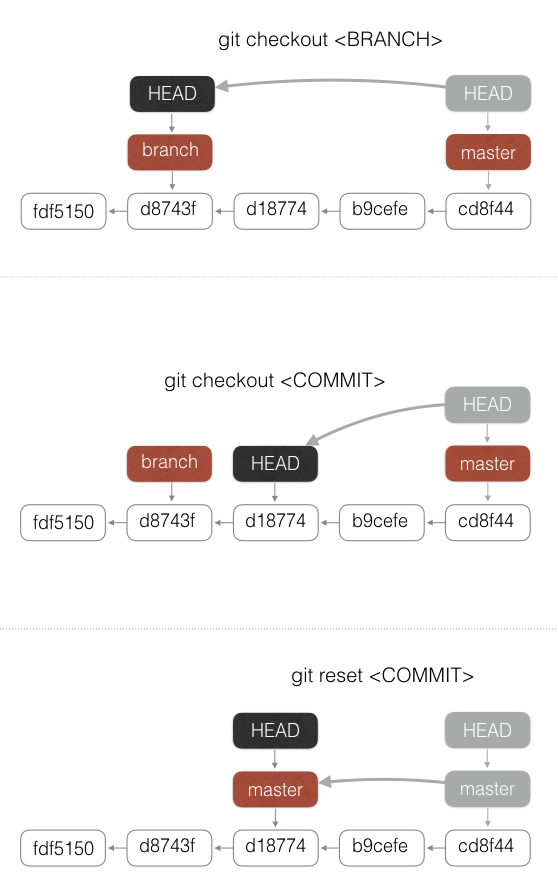 git checkout <BRANCH>
HEAD HEAD
branch master
fdf5150 d8743f d18774 b9cefe cd8f44
git checkout <COMMIT>
HEAD
branch HEAD master
fdf5150 d8743f d18774 b9cefe cd8f44
git reset <COMMIT>
HEAD HEAD
master master
fdf5150 d8743f d18774 b9cefe cd8f44